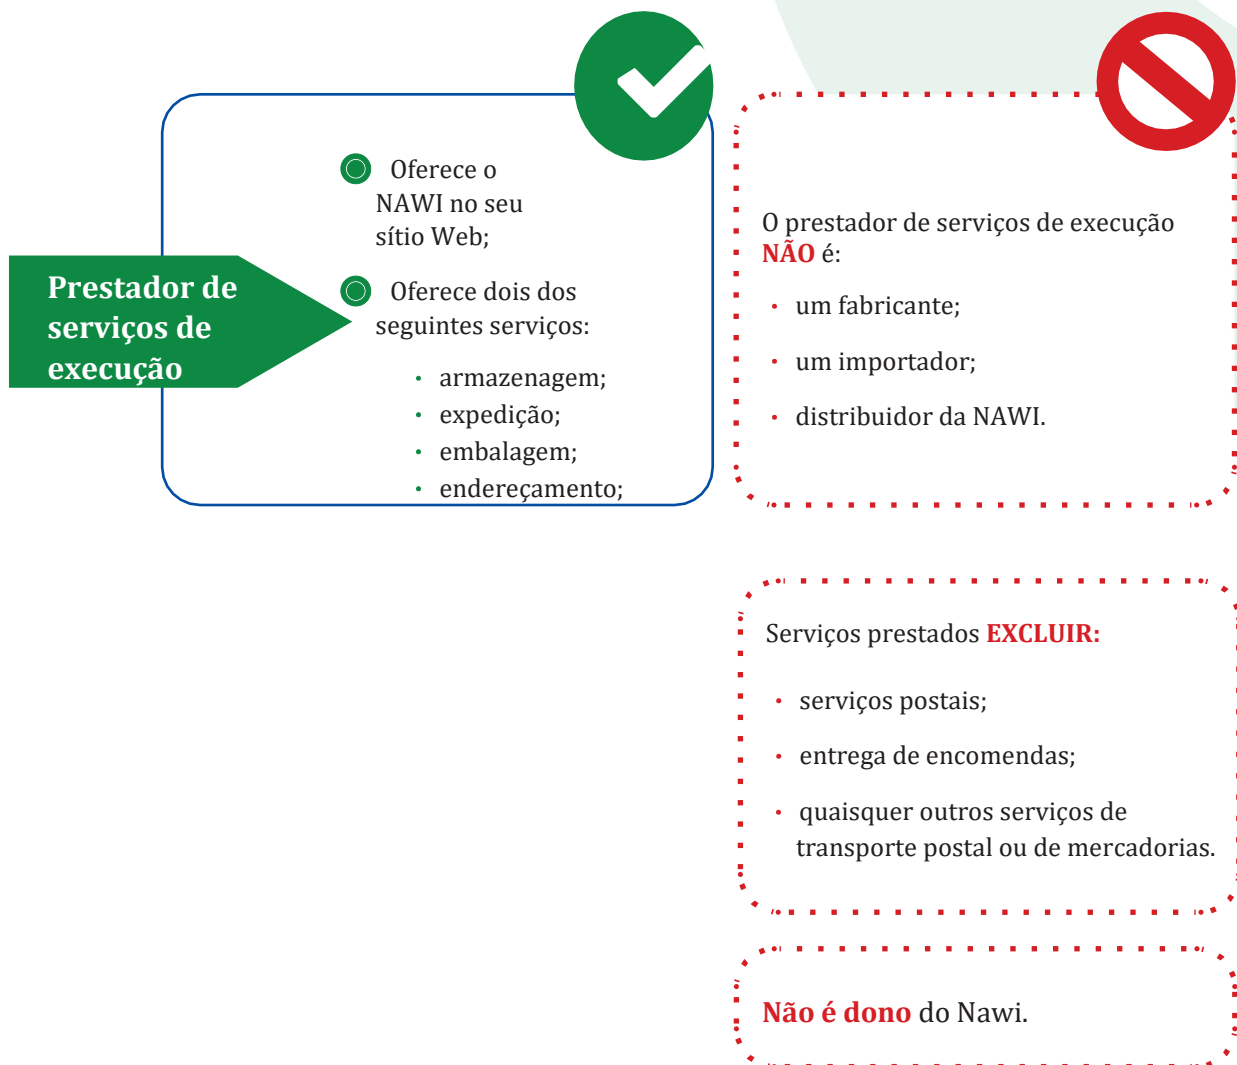 Prestador de
serviços de
execução
Oferece o
NAWI no seu
sítio Web;
Oferece dois dos
seguintes serviços:
· armazenagem;
· expedição;
· embalagem;
· endereçamento;
O prestador de serviços de execução
NÃO é:
· um fabricante;
· um importador;
· distribuidor da NAWI.
Serviços prestados EXCLUIR:
· serviços postais;
· entrega de encomendas;
· quaisquer outros serviços de
transporte postal ou de mercadorias.
Não é dono do Nawi.